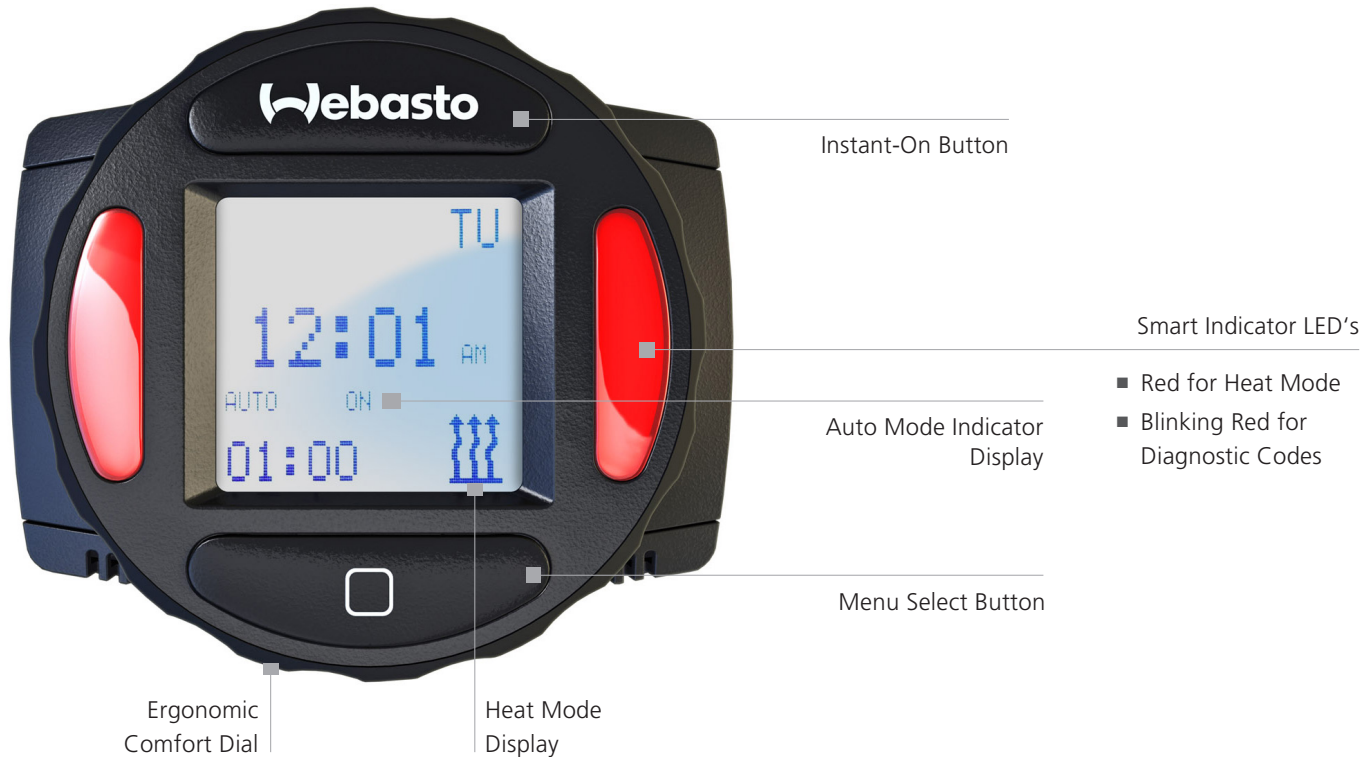 Webasto
Instant-On Button
TU
12:01 AM
AUTO ON
01:00
Smart Indicator LED‘s
■ Red for Heat Mode
■ Blinking Red for
Diagnostic Codes
Auto Mode Indicator
Display
Menu Select Button
Ergonomic
Comfort Dial
Heat Mode
Display